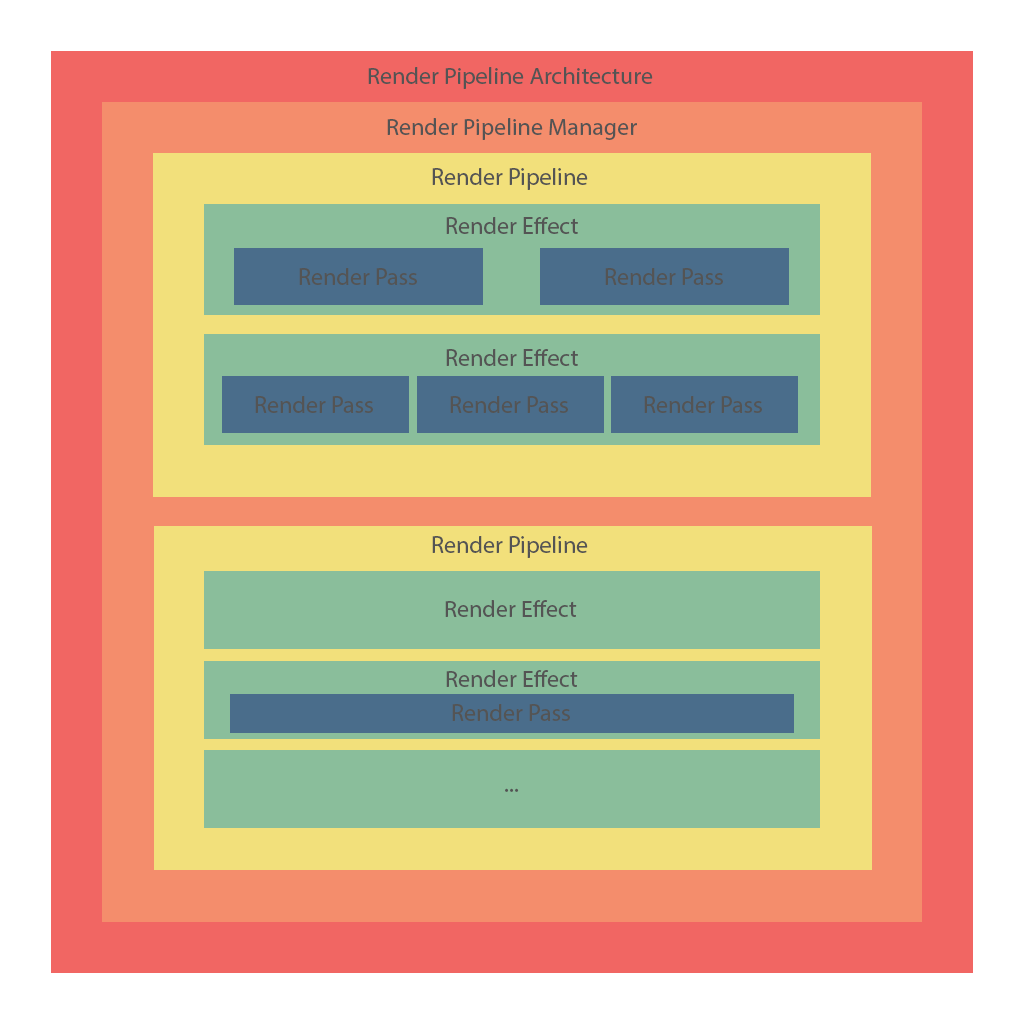 Render Pipeline Architecture
Render Pipeline Manager
Render Pipeline
Render Effect
Render Pass Render Pass
Render Effect
Render Pass Render Pass Render Pass
Render Pipeline
Render Effect
Render Effect
Render Pass
...